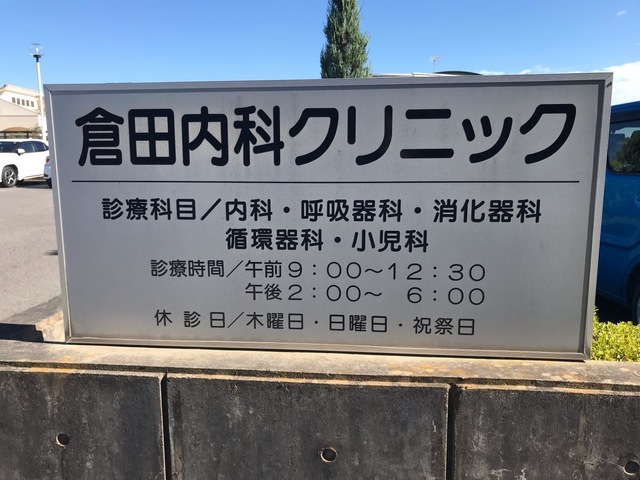 倉田内科クリニック
診療科目／内科・呼吸器科・消化器科
循環器科・小児科
診療時間／午前９：００～１２：３０
午後２：００～　６：００
休 診 日／木曜日・日曜日・祝祭日